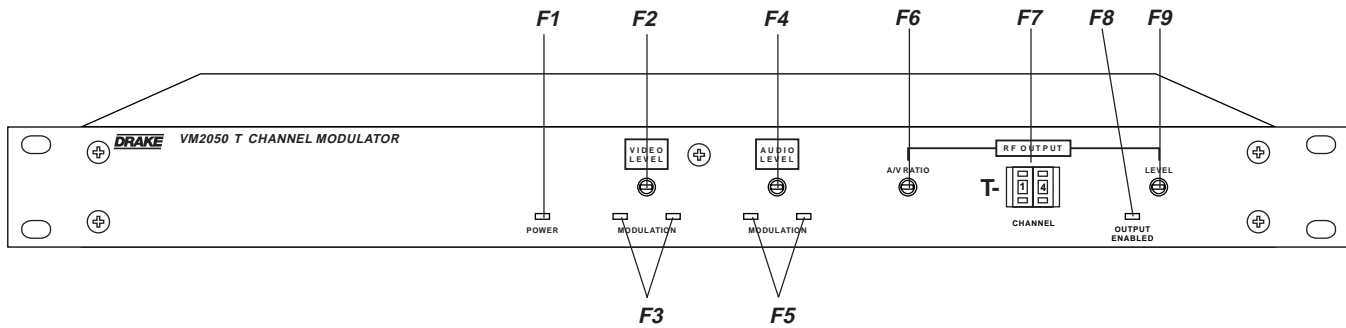 F1
F2
F4
F6
F7
F8
F9
DRAKE
VM2050 T CHANNEL MODULATOR
VIDEO
LEVEL
AUDIO
LEVEL
RF OUTPUT
A/V RATIO
LEVEL
T-
1
4
POWER
MODULATION
MODULATION
CHANNEL
OUTPUT
ENABLED
F3
F5